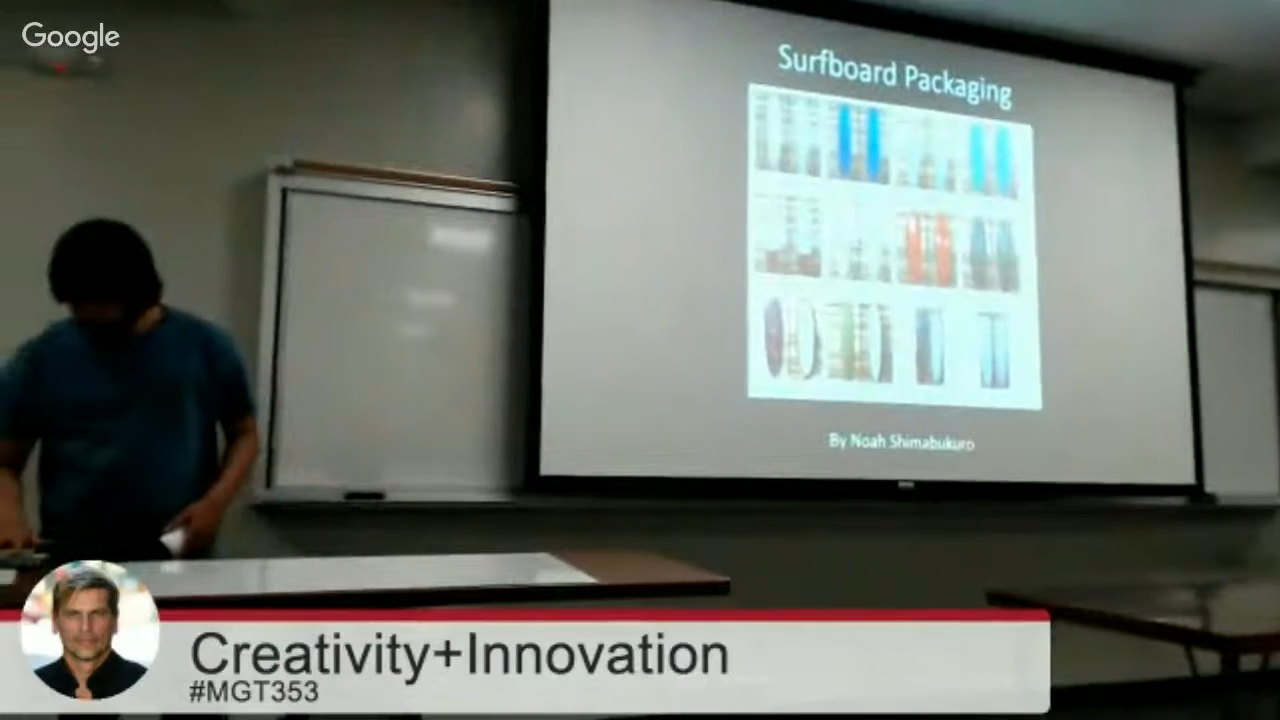 Google
Surfboard Packaging
By Noah Shimabukuro
Creativity+Innovation
#MGT353